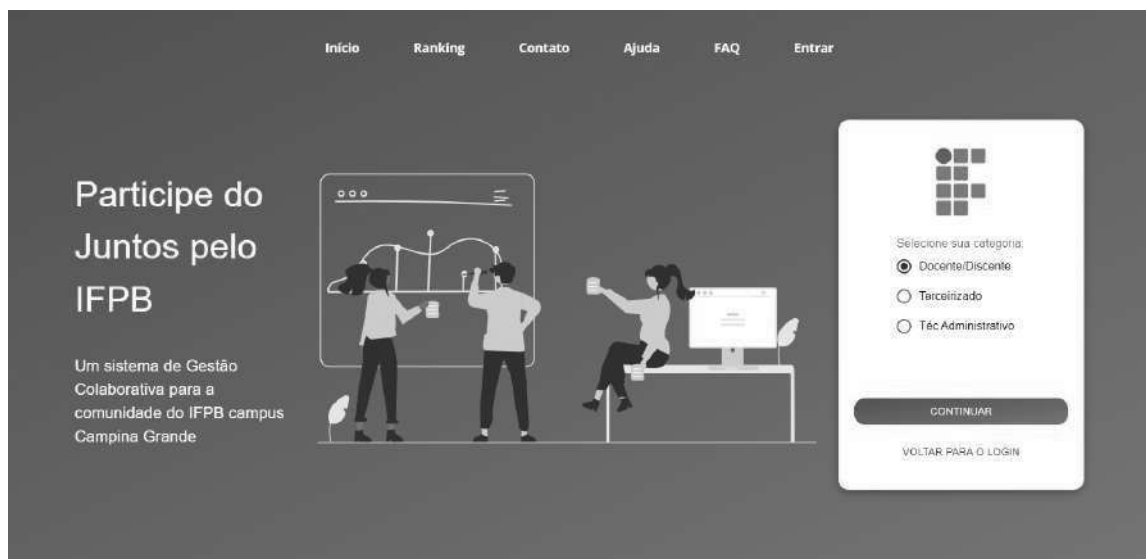 Início Ranking Contato Ajuda FAQ Entrar
Participe do
Juntos pelo
IFPB
Um sistema de Gestão
Colaborativa para a
comunidade do IFPB campus
Campina Grande
Selecione sua categoria:
Docente/Discente
Terceirizado
Téc Administrativo
CONTINUAR
VOLTAR PARA O LOGIN